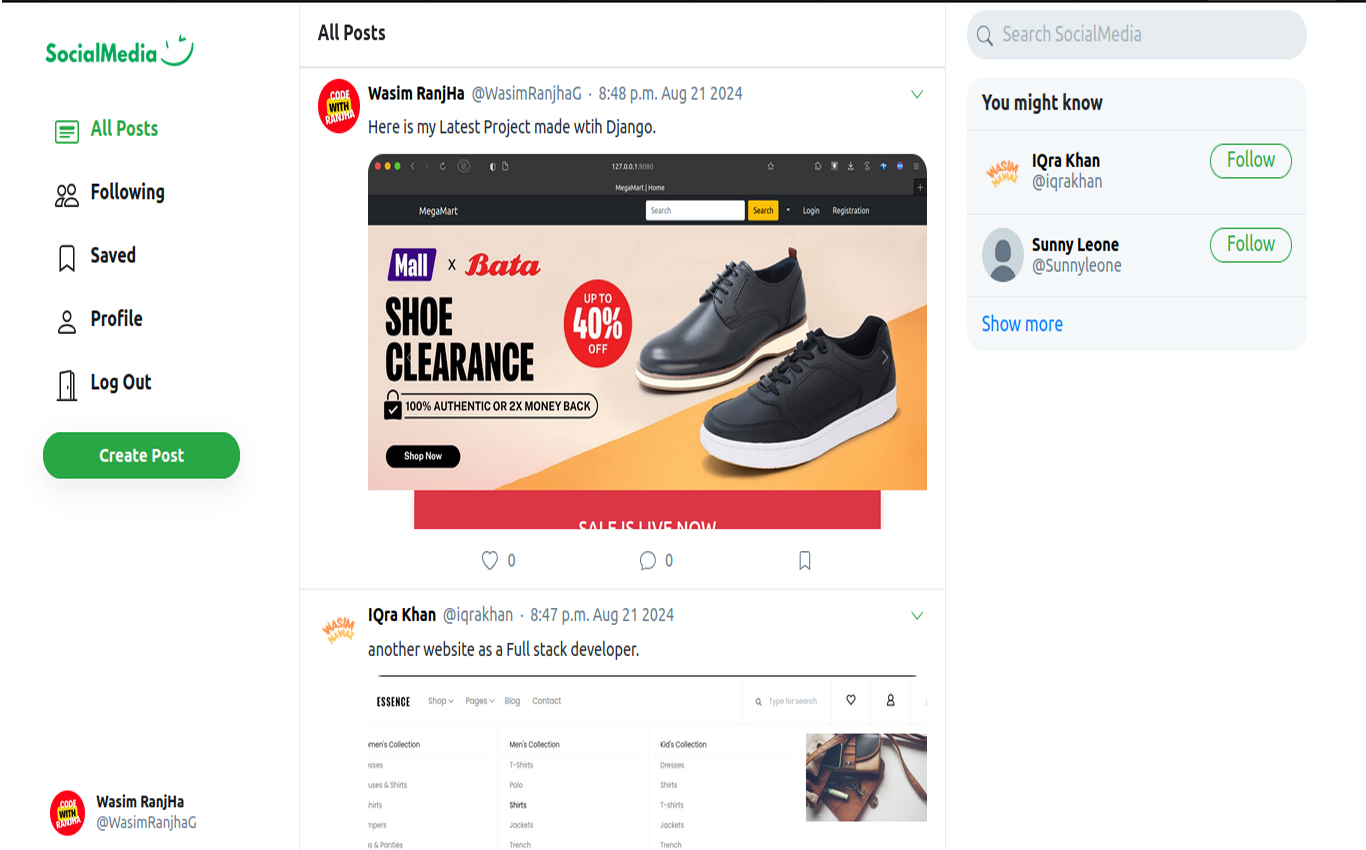 SocialMedia
All Posts
Following
Saved
Profile
Log Out
Create Post
CODE
WITH
RANJHA
Wasim RanjHa
@WasimRanjhaG
All Posts
CODE
WITH
RANJHA
Wasim RanjHa @WasimRanjhaG · 8:48 p.m. Aug 21 2024
Here is my Latest Project made wtih Django.
127.0.0.1:8080
MegaMart | Home
MegaMart Search Search Login Registration
Mall x Bata
SHOE
CLEARANCE
UP TO
40%
OFF
100% AUTHENTIC OR 2X MONEY BACK
Shop Now
SALE IS LIVE NOW
0 0
WASIM
NAWAZ
IQra Khan @iqrakhan · 8:47 p.m. Aug 21 2024
another website as a Full stack developer.
ESSENCE Shop Pages Blog Contact Type for search
omen's Collection Men's Collection Kid's Collection
esses T-Shirts Dresses
uses & Shirts Polo Shirts
hirts Shirts T-shirts
mpers Jackets Jackets
s & Panties Trench Trench
Search SocialMedia
You might know
WASIM
NAWAZ
IQra Khan
@iqrakhan
Follow
Sunny Leone
@Sunnyleone
Follow
Show more